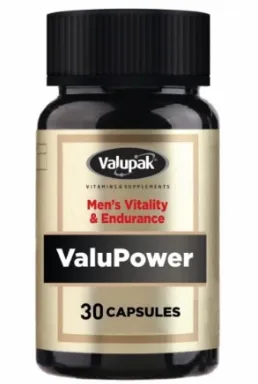 Valupak
VITAMINS & SUPPLEMENTS
Men's Vitality
& Endurance
ValuPower
30 CAPSULES